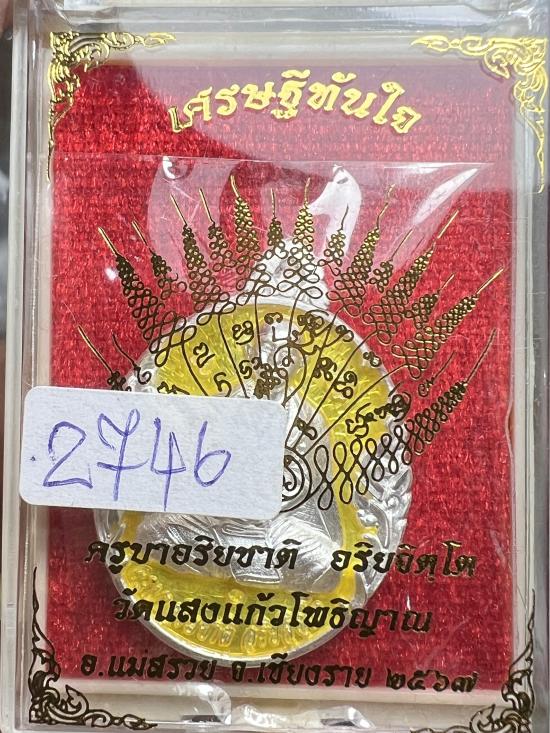 เศรษฐีทันใจ
2746
ครูบาอริยชาติ อริยจิตฺโต
วัดแสงแก้วโพธิญาณ
อ.แม่สรวย จ.เชียงราย ๒๕๖๗